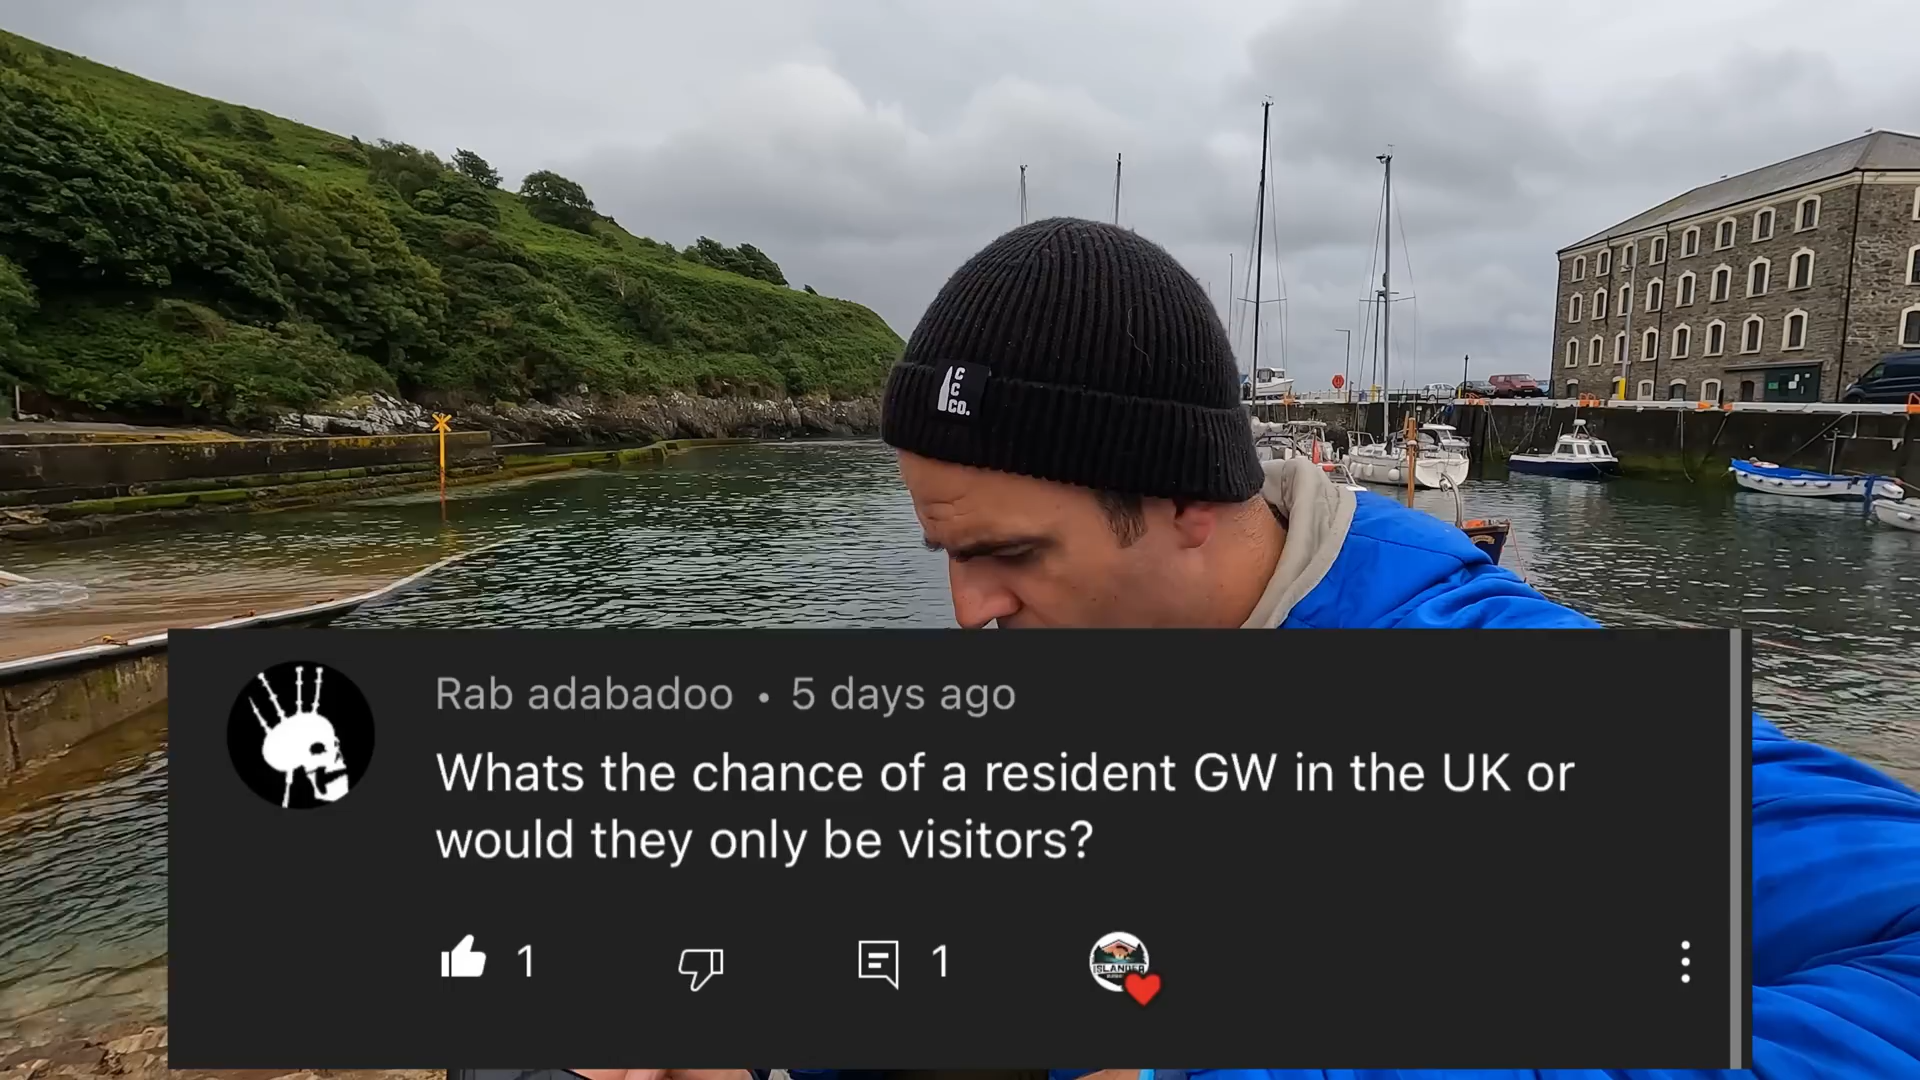 C
C
CO.
Rab adabadoo • 5 days ago
Whats the chance of a resident GW in the UK or
would they only be visitors?
1
1
ISLANDER